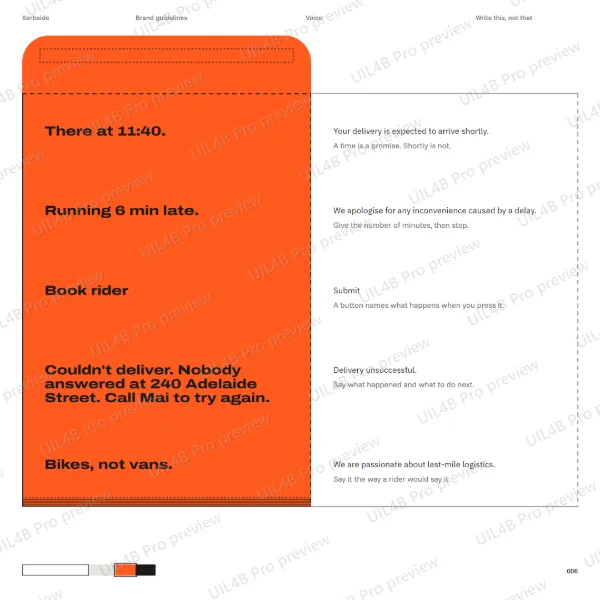 Kerbside
Brand guidelines
Voice
Write this, not that
There at 11:40.
Your delivery is expected to arrive shortly.
A time is a promise. Shortly is not.
Running 6 min late.
We apologise for any inconvenience caused by a delay.
Give the number of minutes, then stop.
Book rider
Submit
A button names what happens when you press it.
Couldn't deliver. Nobody
answered at 240 Adelaide
Street. Call Mai to try again.
Delivery unsuccessful.
Say what happened and what to do next.
Bikes, not vans.
We are passionate about last-mile logistics.
Say it the way a rider would say it.
006
UIL4B Pro preview